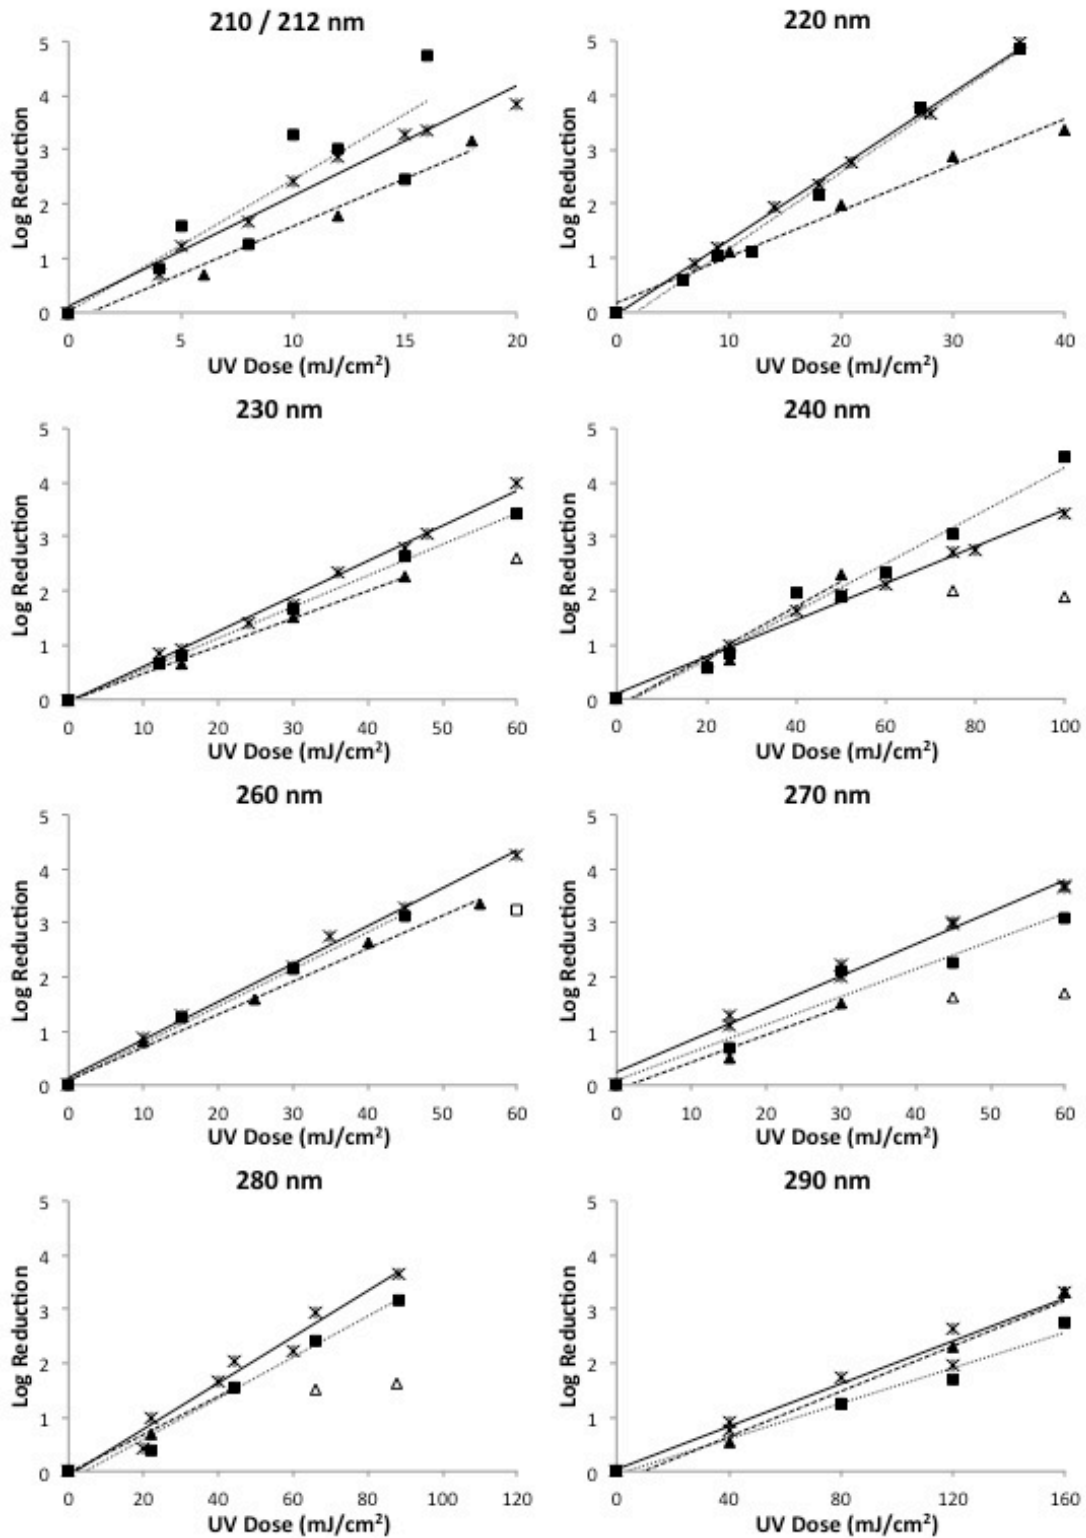 210 / 212 nm
5
4
3
2
1
0
Log Reduction
0 5 10 15 20
UV Dose (mJ/cm²)
220 nm
5
4
3
2
1
0
Log Reduction
0 10 20 30 40
UV Dose (mJ/cm²)
230 nm
5
4
3
2
1
0
Log Reduction
0 10 20 30 40 50 60
UV Dose (mJ/cm²)
240 nm
5
4
3
2
1
0
Log Reduction
0 20 40 60 80 100
UV Dose (mJ/cm²)
260 nm
5
4
3
2
1
0
Log Reduction
0 10 20 30 40 50 60
UV Dose (mJ/cm²)
270 nm
5
4
3
2
1
0
Log Reduction
0 10 20 30 40 50 60
UV Dose (mJ/cm²)
280 nm
5
4
3
2
1
0
Log Reduction
0 20 40 60 80 100 120
UV Dose (mJ/cm²)
290 nm
5
4
3
2
1
0
Log Reduction
0 40 80 120 160
UV Dose (mJ/cm²)